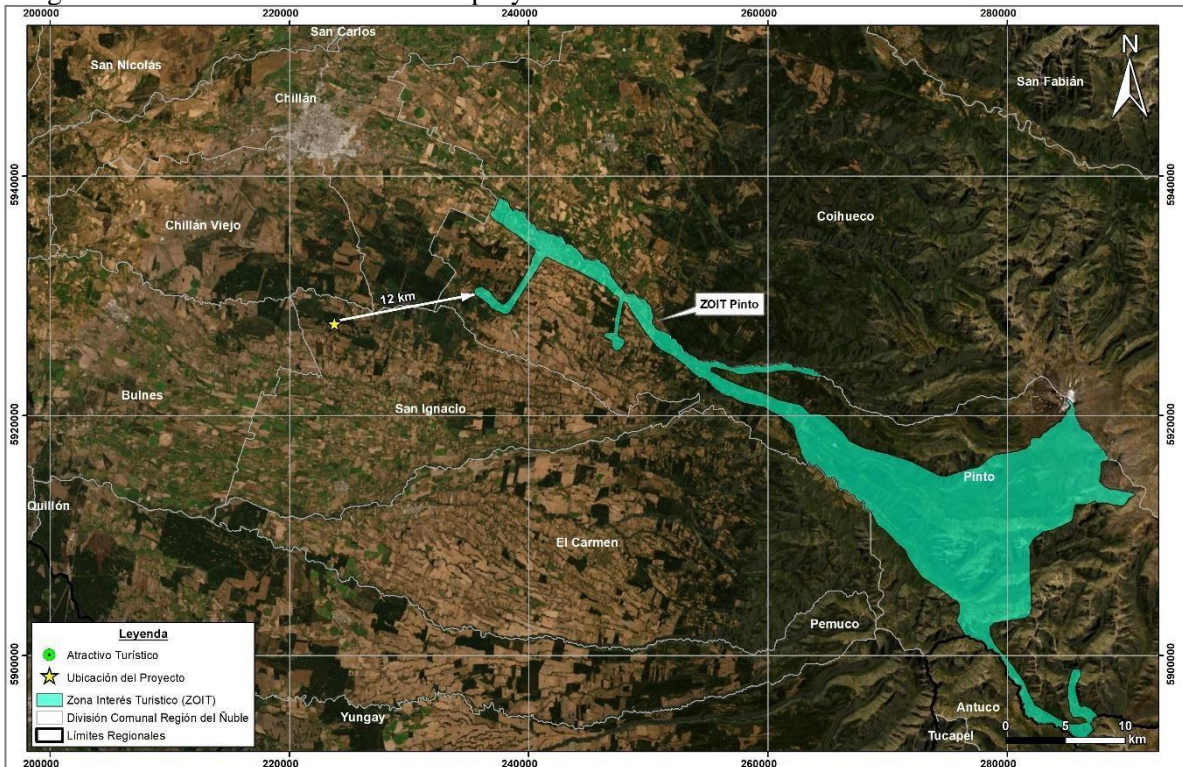 200000 220000 240000 260000 280000
San Carlos
N
San Nicolás
San Fabián
Chillán
5940000 5940000
Coihueco
Chillán Viejo
12 km
ZOIT Pinto
Bulnes
San Ignacio
5920000 5920000
Pinto
Quillón
El Carmen
Pemuco
Leyenda
Atractivo Turístico
Ubicación del Proyecto
Zona Interés Turistico (ZOIT)
División Comunal Región del Ñuble
Límites Regionales
5900000 5900000
Antuco
Yungay
Tucapel
0 5 10
km
200000 220000 240000 260000 280000